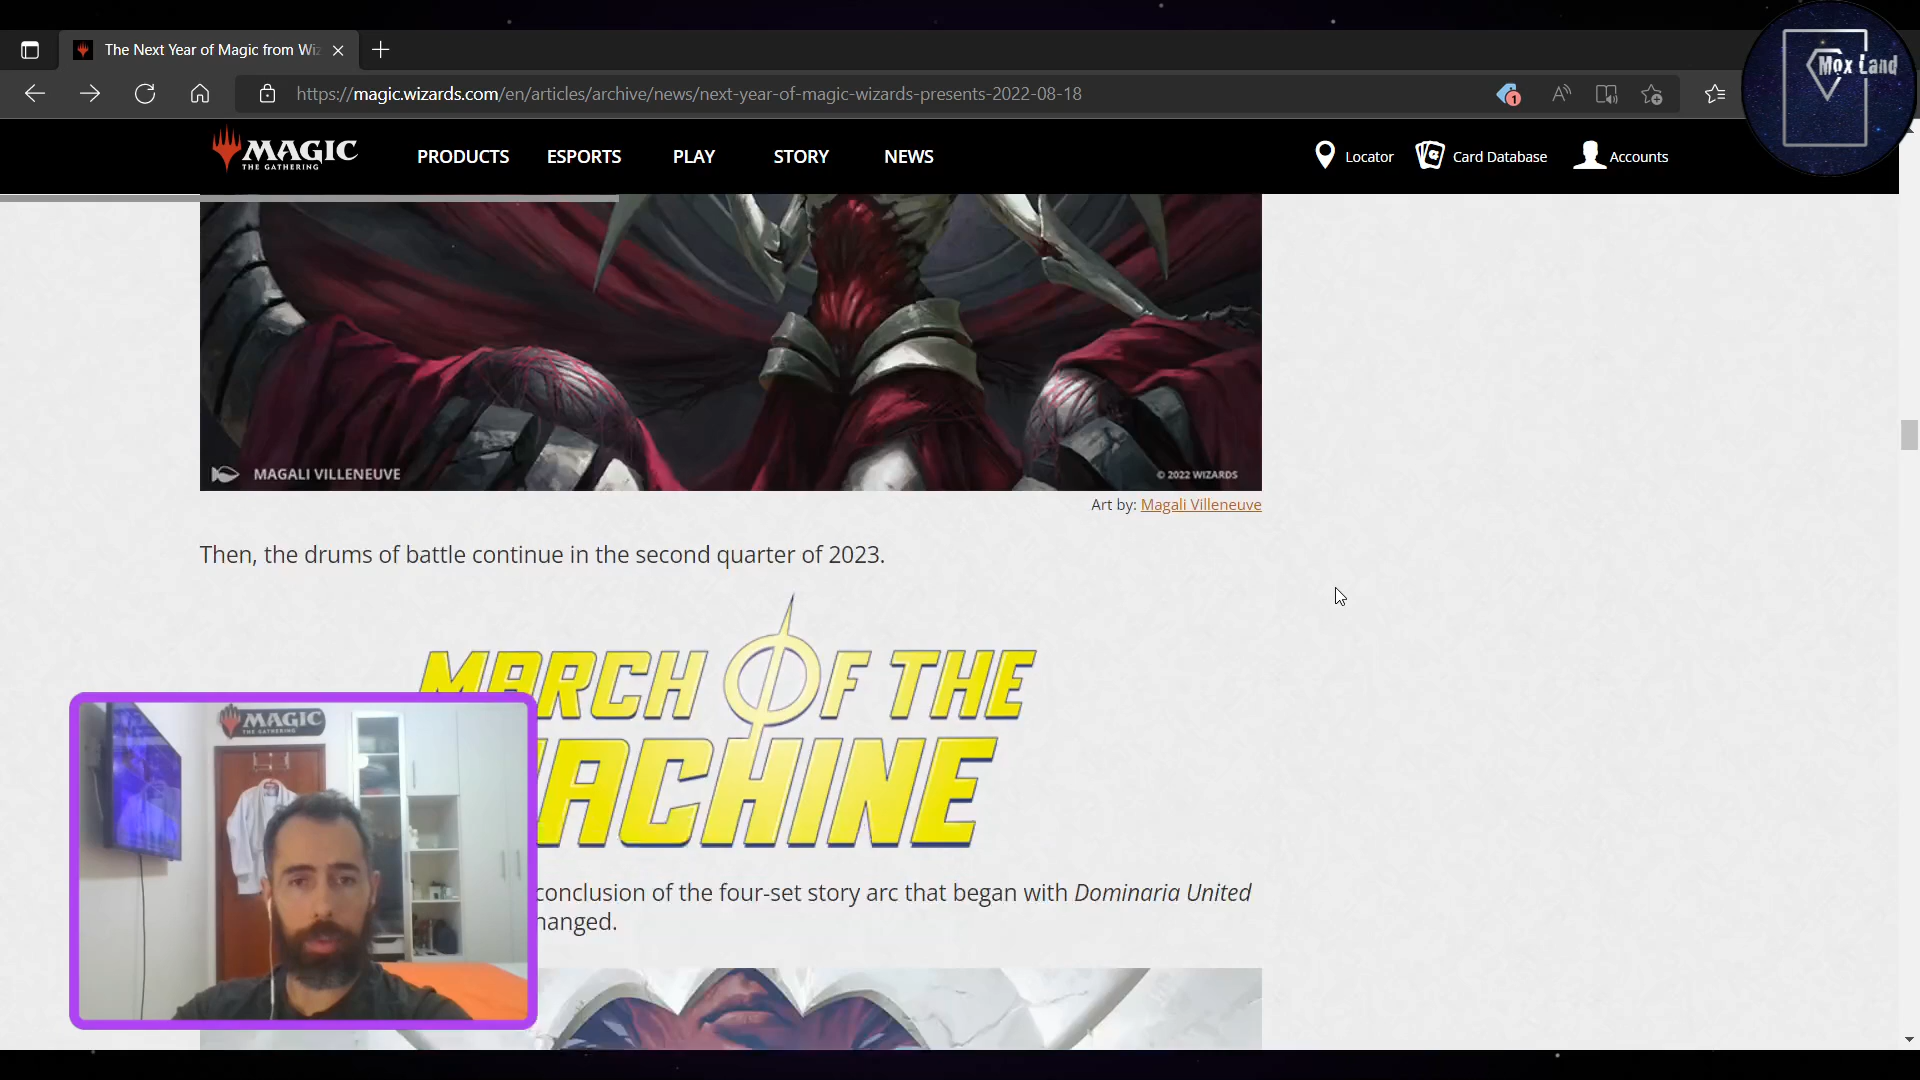 The Next Year of Magic from Wiz
https://magic.wizards.com/en/articles/archive/news/next-year-of-magic-wizards-presents-2022-08-18
1
Mox Land
MAGIC
THE GATHERING
PRODUCTS
ESPORTS
PLAY
STORY
NEWS
Locator
Card Database
Accounts
MAGALI VILLENEUVE
© 2022 WIZARDS
Art by: Magali Villeneuve
Then, the drums of battle continue in the second quarter of 2023.
MARCH OF THE
MACHINE
MAGIC
THE GATHERING
conclusion of the four-set story arc that began with Dominaria United
hanged.